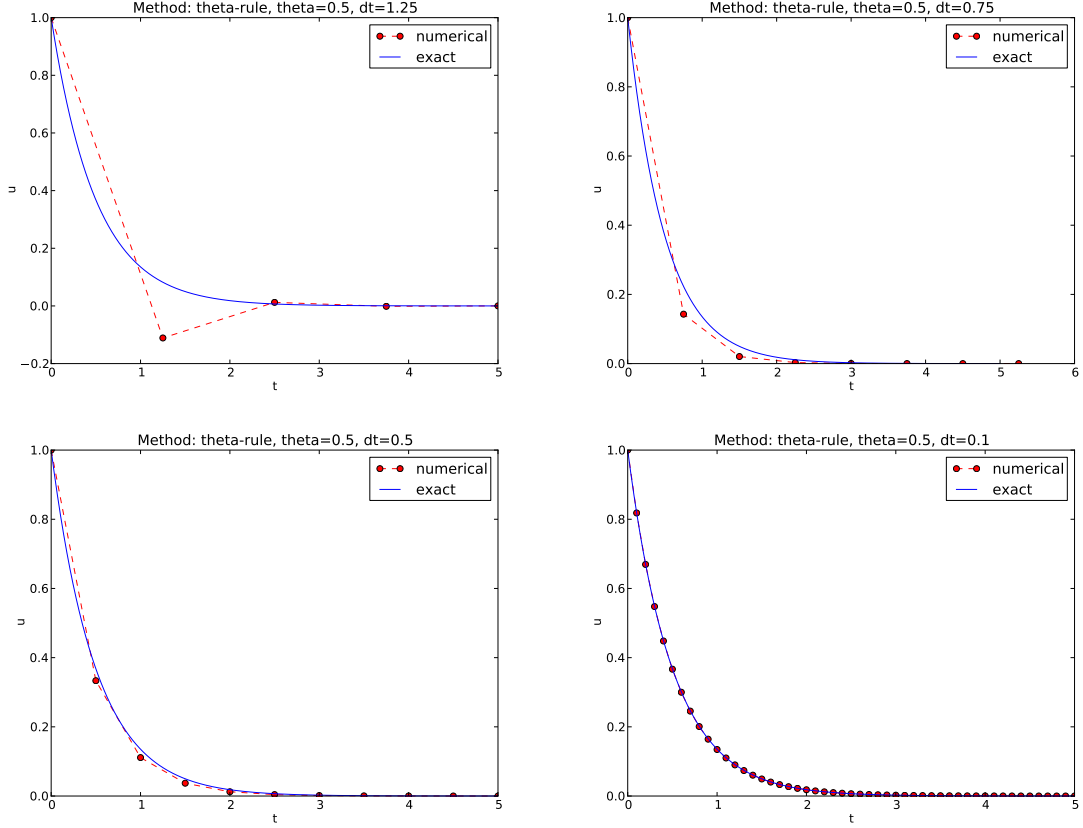 Method: theta-rule, theta=0.5, dt=1.25
1.0
0.8
0.6
0.4
0.2
0.0
−0.2
u
numerical
exact
0 1 2 3 4 5
t
Method: theta-rule, theta=0.5, dt=0.75
1.0
0.8
0.6
0.4
0.2
0.0
u
numerical
exact
0 1 2 3 4 5 6
t
Method: theta-rule, theta=0.5, dt=0.5
1.0
0.8
0.6
0.4
0.2
0.0
u
numerical
exact
0 1 2 3 4 5
t
Method: theta-rule, theta=0.5, dt=0.1
1.0
0.8
0.6
0.4
0.2
0.0
u
numerical
exact
0 1 2 3 4 5
t